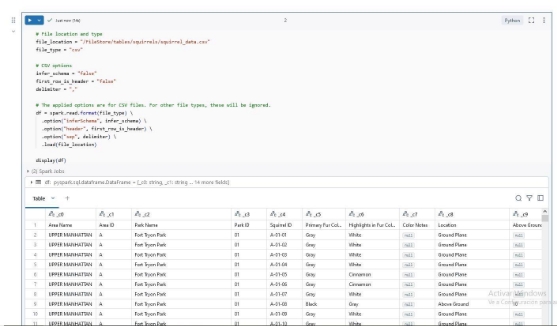 Just now (16s)
2
Python
# File location and type
file_location = "/FileStore/tables/squirrels/squirrel_data.csv"
file_type = "csv"
# CSV options
infer_schema = "false"
first_row_is_header = "false"
delimiter = ","
# The applied options are for CSV files. For other file types, these will be ignored.
df = spark.read.format(file_type) \
.option("inferSchema", infer_schema) \
.option("header", first_row_is_header) \
.option("sep", delimiter) \
.load(file_location)
display(df)
(2) Spark Jobs
df: pyspark.sql.dataframe.DataFrame = [_c0: string, _c1: string ... 14 more fields]
Table
_c0 _c1 _c2 _c3 _c4 _c5 _c6 _c7 _c8 _c9
1 Area Name Area ID Park Name Park ID Squirrel ID Primary Fur Col... Highlights in Fur Col... Color Notes Location Above Groun
2 UPPER MANHATTAN A Fort Tryon Park 01 A-01-01 Gray White null Ground Plane null
3 UPPER MANHATTAN A Fort Tryon Park 01 A-01-02 Gray White null Ground Plane null
4 UPPER MANHATTAN A Fort Tryon Park 01 A-01-03 Gray White null Ground Plane null
5 UPPER MANHATTAN A Fort Tryon Park 01 A-01-04 Gray White null Ground Plane null
6 UPPER MANHATTAN A Fort Tryon Park 01 A-01-05 Gray Cinnamon null Ground Plane null
7 UPPER MANHATTAN A Fort Tryon Park 01 A-01-06 Gray Cinnamon null Ground Plane null
8 UPPER MANHATTAN A Fort Tryon Park 01 A-01-07 Gray White null Ground Plane
9 UPPER MANHATTAN A Fort Tryon Park 01 A-01-08 Black Gray null Above Ground
10 UPPER MANHATTAN A Fort Tryon Park 01 A-01-09 Gray White null Ground Plane null
11 UPPER MANHATTAN A Fort Tryon Park 01 A-01-10 Gray White null Ground Plane null